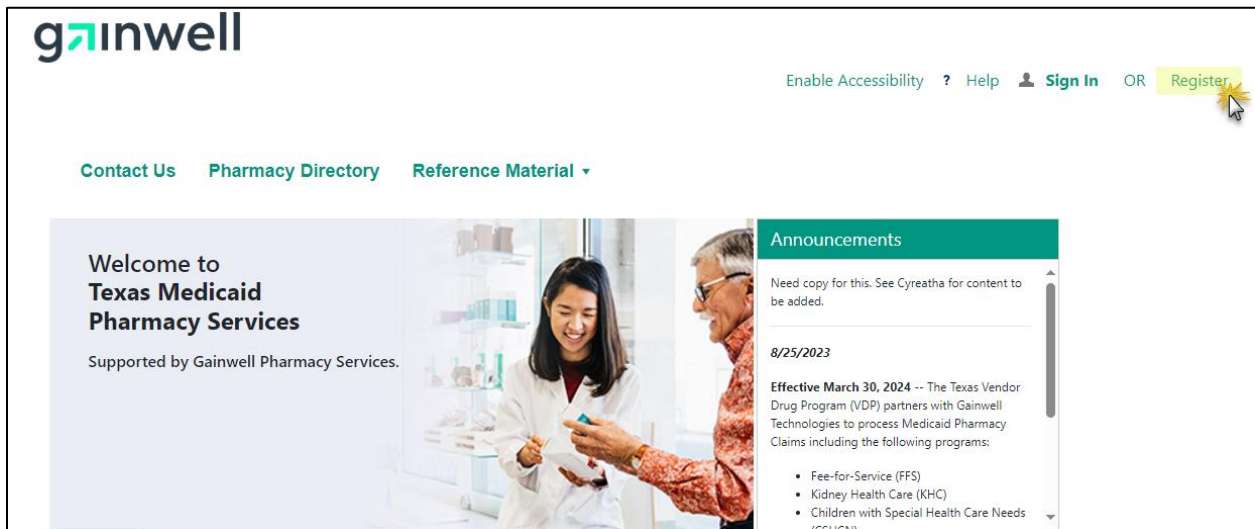 gainwell
Enable Accessibility ? Help Sign In OR Register
Contact Us Pharmacy Directory Reference Material
Welcome to
Texas Medicaid
Pharmacy Services
Supported by Gainwell Pharmacy Services.
Announcements
Need copy for this. See Cyreatha for content to
be added.
8/25/2023
Effective March 30, 2024 -- The Texas Vendor
Drug Program (VDP) partners with Gainwell
Technologies to process Medicaid Pharmacy
Claims including the following programs:
• Fee-for-Service (FFS)
• Kidney Health Care (KHC)
• Children with Special Health Care Needs